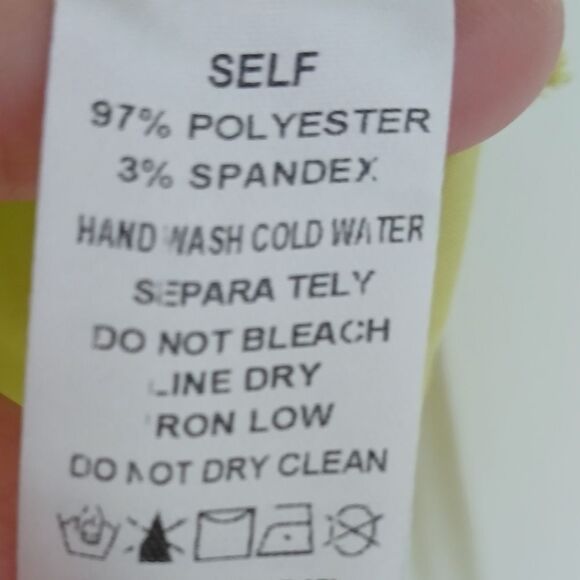 SELF
97% POLYESTER
3% SPANDEX
HAND WASH COLD WATER
SEPARA TELY
DO NOT BLEACH
LINE DRY
IRON LOW
DO NOT DRY CLEAN